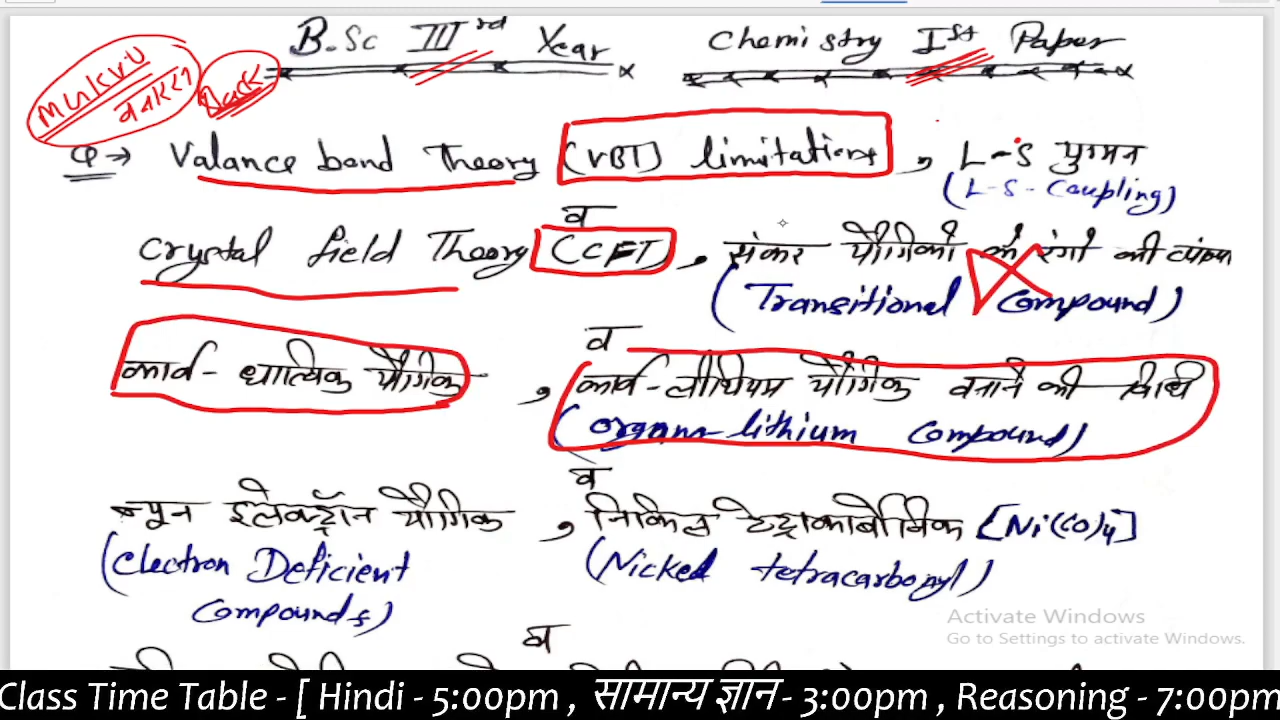 B.Sc IIIrd Year Chemistry Ist Paper
Q → Valance band Theory (VBT) limitations, L-S युग्मन
(L-S-Coupling)
व
Crystal field Theory (CFT), संकर यौगिकों के रंगों की
(Transitional Compound)
व
कार्ब-धात्विक यौगिक, कार्ब-लीथियम यौगिक बनाने की विधि
(Organo-lithium Compound)
व
न्यून इलेक्ट्रॉन यौगिक, निकिल टेट्राकार्बोनिल [Ni(CO)4]
(Electron Deficient Compounds) (Nickel tetracarbonyl)
व
Activate Windows
Go to Settings to activate Windows.
Class Time Table - [ Hindi - 5:00pm , सामान्य ज्ञान - 3:00pm , Reasoning - 7:00pm